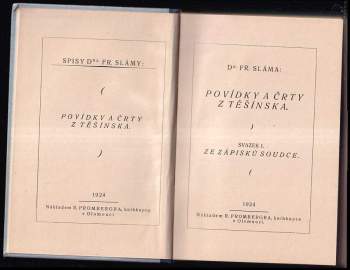 SPISY Dra. FR. SLÁMY:
(
POVÍDKY A ČRTY
Z TĚŠÍNSKA.
)
1924
Nákladem R. PROMBERGRA, knihkupce
v Olomouci.
Dr. FR. SLÁMA:
POVÍDKY A ČRTY
Z TĚŠÍNSKA.
)
SVAZEK I.
ZE ZÁPISKŮ SOUDCE.
(
1924
Nákladem R. PROMBERGRA, knihkupce
v Olomouci.